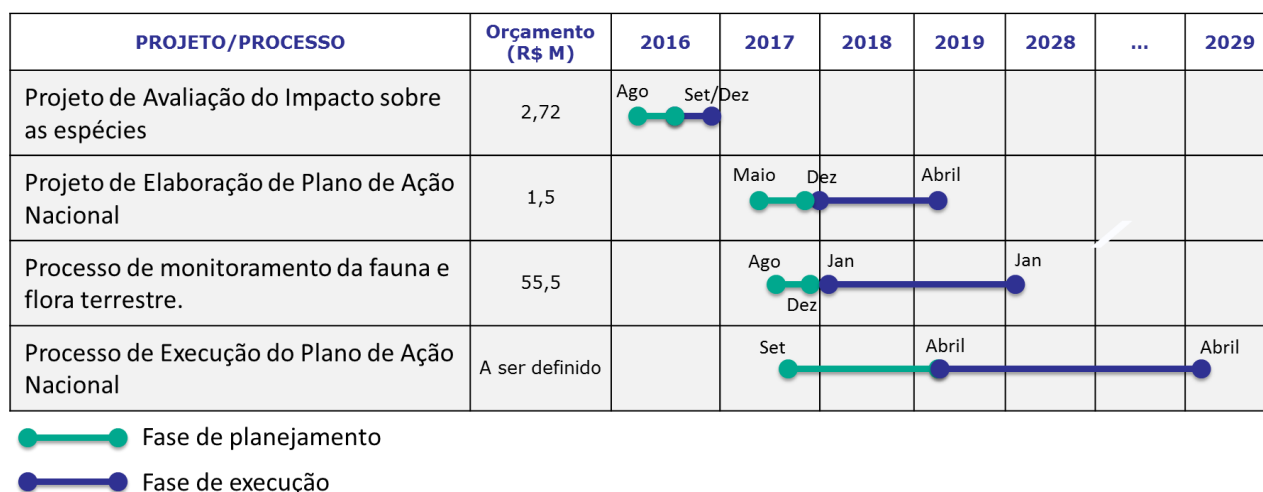 PROJETO/PROCESSO
Orçamento
(R$ M)
2016
2017
2018
2019
2028
...
2029
Projeto de Avaliação do Impacto sobre
as espécies
2,72
Ago
Set/Dez
Projeto de Elaboração de Plano de Ação
Nacional
1,5
Maio
Dez
Abril
Processo de monitoramento da fauna e
flora terrestre.
55,5
Ago
Dez
Jan
Jan
Processo de Execução do Plano de Ação
Nacional
A ser definido
Set
Abril
Abril
Fase de planejamento
Fase de execução